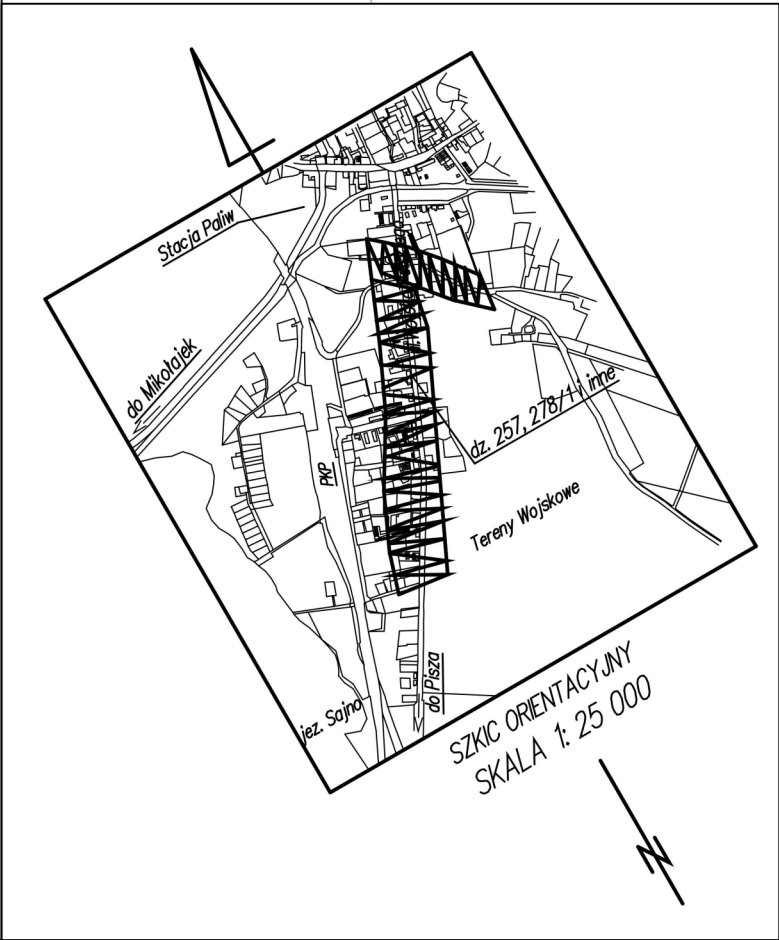 Stacja Paliw
do Mikołajek
dz. 257, 278/1 i inne
PKP
Tereny Wojskowe
do Pisza
jez. Sajno
SZKIC ORIENTACYJNY
SKALA 1: 25 000
N